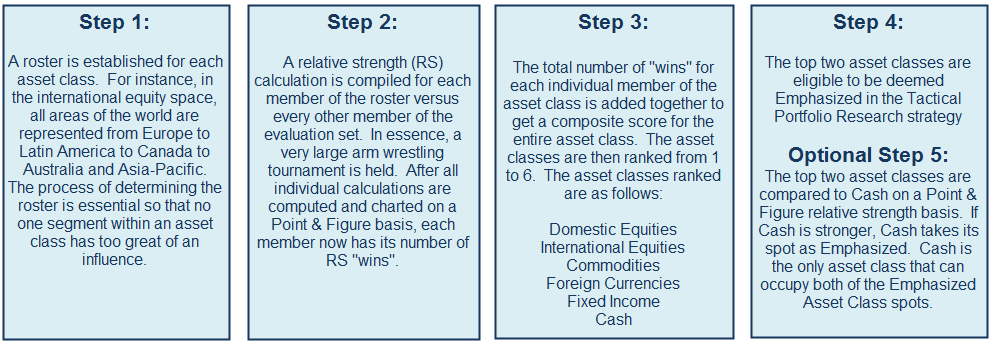 Step 1:
A roster is established for each
asset class.  For instance, in
the international equity space,
all areas of the world are
represented from Europe to
Latin America to Canada to
Australia and Asia-Pacific.
The process of determining the
roster is essential so that no
one segment within an asset
class has too great of an
influence.
Step 2:
A relative strength (RS)
calculation is compiled for each
member of the roster versus
every other member of the
evaluation set.  In essence, a
very large arm wrestling
tournament is held.  After all
individual calculations are
computed and charted on a
Point & Figure basis, each
member now has its number of
RS "wins".
Step 3:
The total number of "wins" for
each individual member of the
asset class is added together to
get a composite score for the
entire asset class.  The asset
classes are then ranked from 1
to 6.  The asset classes ranked
are as follows:
Domestic Equities
International Equities
Commodities
Foreign Currencies
Fixed Income
Cash
Step 4:
The top two asset classes are
eligible to be deemed
Emphasized in the Tactical
Portfolio Research strategy
Optional Step 5:
The top two asset classes are
compared to Cash on a Point &
Figure relative strength basis.  If
Cash is stronger, Cash takes its
spot as Emphasized.  Cash is
the only asset class that can
occupy both of the Emphasized
Asset Class spots.